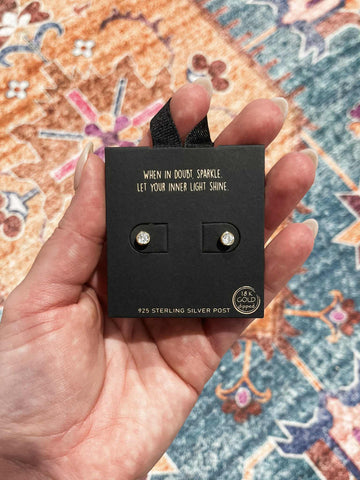 WHEN IN DOUBT, SPARKLE.
LET YOUR INNER LIGHT SHINE.
18K
GOLD
dipped
925 STERLING SILVER POST